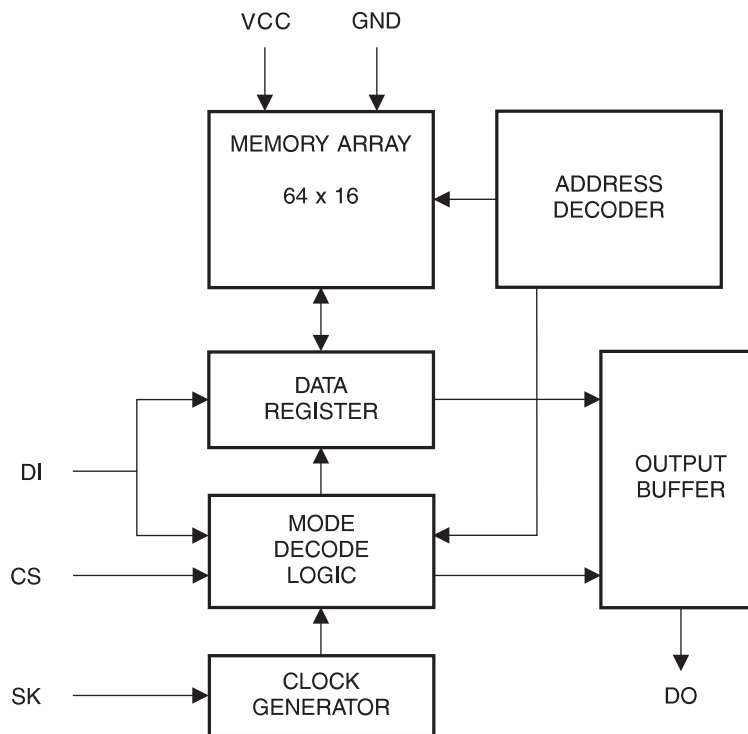 VCC
GND
MEMORY ARRAY
64 x 16
ADDRESS
DECODER
DATA
REGISTER
DI
OUTPUT
BUFFER
MODE
DECODE
LOGIC
CS
SK
CLOCK
GENERATOR
DO